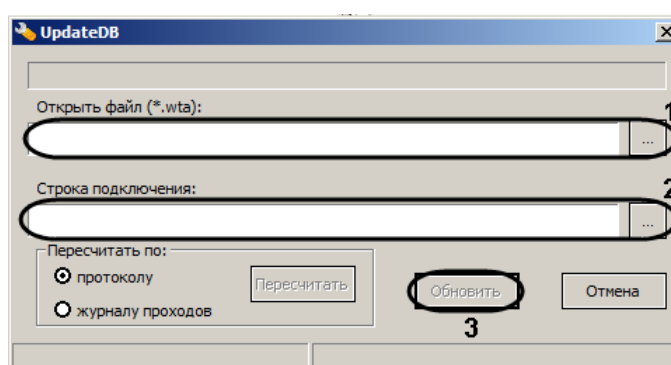 UpdateDB
Открыть файл (*.wta):
1
...
Строка подключения:
2
...
Пересчитать по:
протоколу
Пересчитать
Обновить
Отмена
журналу проходов
3